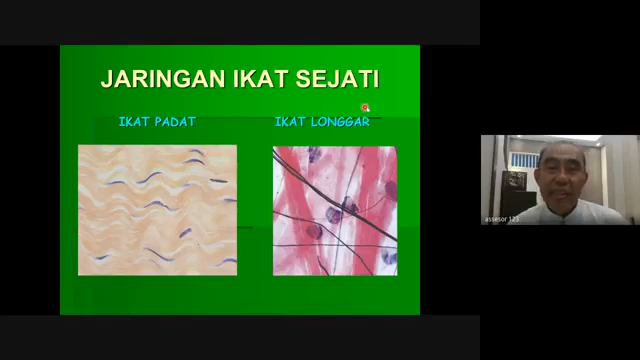 JARINGAN IKAT SEJATI
IKAT PADAT
IKAT LONGGAR
assesor 123